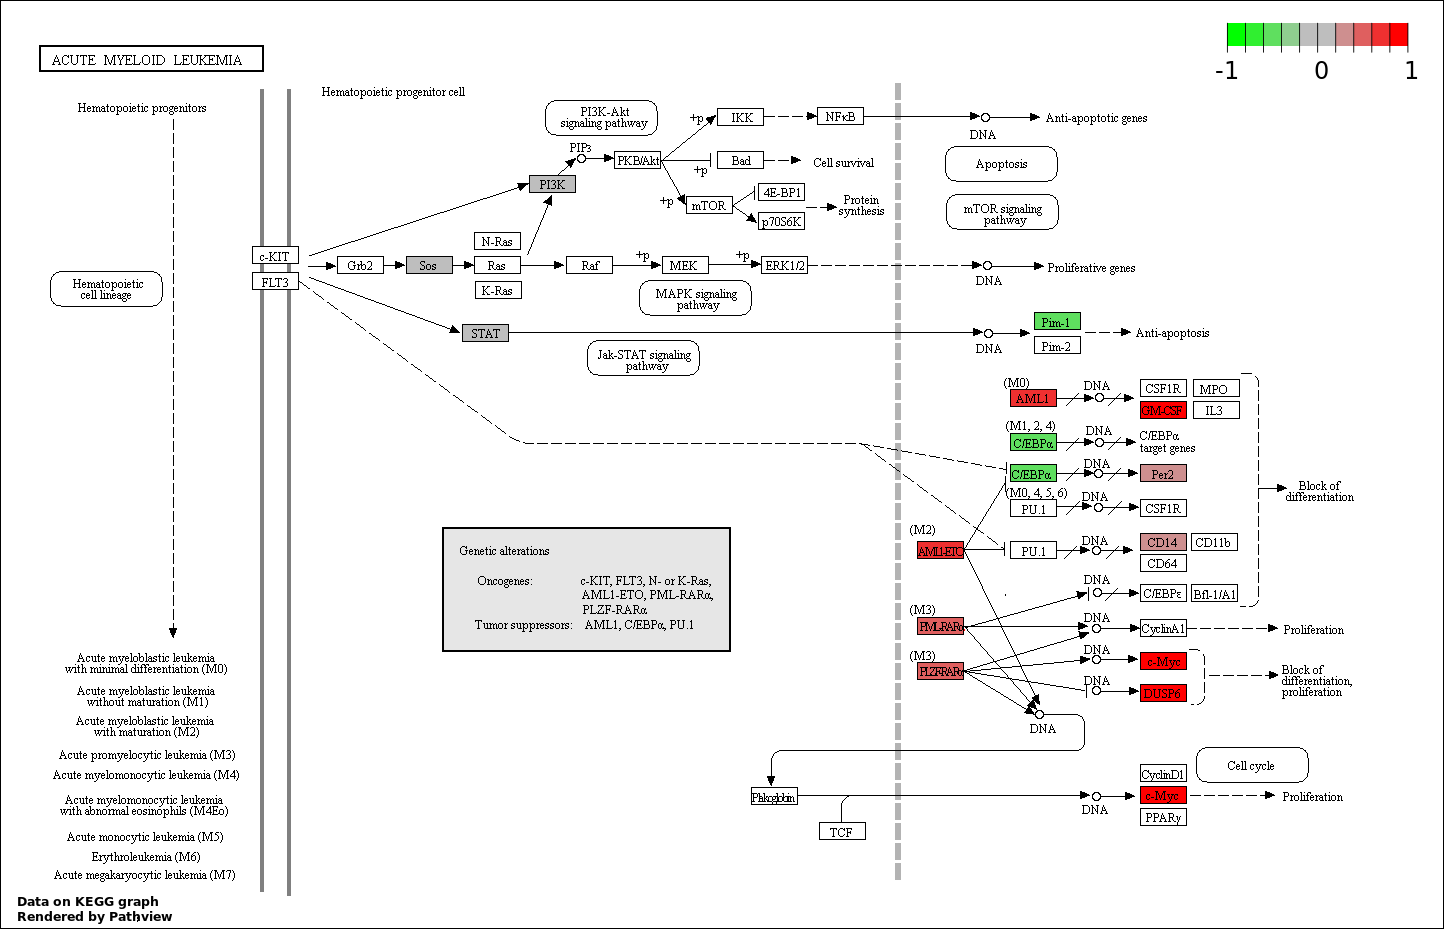 ACUTE MYELOID LEUKEMIA
-1 0 1
Hematopoietic progenitors
Hematopoietic progenitor cell
PI3K-Akt
signaling pathway
+p
IKK
NFκB
DNA
Anti-apoptotic genes
PIP3
PKB/Akt
+p
Bad
Cell survival
Apoptosis
PI3K
+p
mTOR
4E-BP1
p70S6K
Protein
synthesis
mTOR signaling
pathway
c-KIT
FLT3
Grb2
Sos
N-Ras
Ras
K-Ras
Raf
+p
MEK
+p
ERK1/2
DNA
Proliferative genes
Hematopoietic
cell lineage
MAPK signaling
pathway
STAT
Jak-STAT signaling
pathway
DNA
Pim-1
Pim-2
Anti-apoptosis
(M0)
AML1
DNA
CSF1R
MPO
GM-CSF
IL3
(M1, 2, 4)
C/EBPα
DNA
C/EBPα
target genes
C/EBPα
DNA
Per2
(M0, 4, 5, 6)
PU.1
DNA
CSF1R
Block of
differentiation
(M2)
AML1-ETO
PU.1
DNA
CD14
CD11b
CD64
DNA
C/EBPε
Bfl-1/A1
(M3)
PML-RARα
DNA
CyclinA1
Proliferation
(M3)
PLZF-RARα
DNA
c-Myc
DNA
DUSP6
Block of
differentiation,
proliferation
DNA
Genetic alterations
Oncogenes: c-KIT, FLT3, N- or K-Ras,
AML1-ETO, PML-RARα,
PLZF-RARα
Tumor suppressors: AML1, C/EBPα, PU.1
Plakoglobin
TCF
DNA
CyclinD1
c-Myc
PPARγ
Cell cycle
Proliferation
Acute myeloblastic leukemia
with minimal differentiation (M0)
Acute myeloblastic leukemia
without maturation (M1)
Acute myeloblastic leukemia
with maturation (M2)
Acute promyelocytic leukemia (M3)
Acute myelomonocytic leukemia (M4)
Acute myelomonocytic leukemia
with abnormal eosinophils (M4Eo)
Acute monocytic leukemia (M5)
Erythroleukemia (M6)
Acute megakaryocytic leukemia (M7)
Data on KEGG graph
Rendered by Pathview